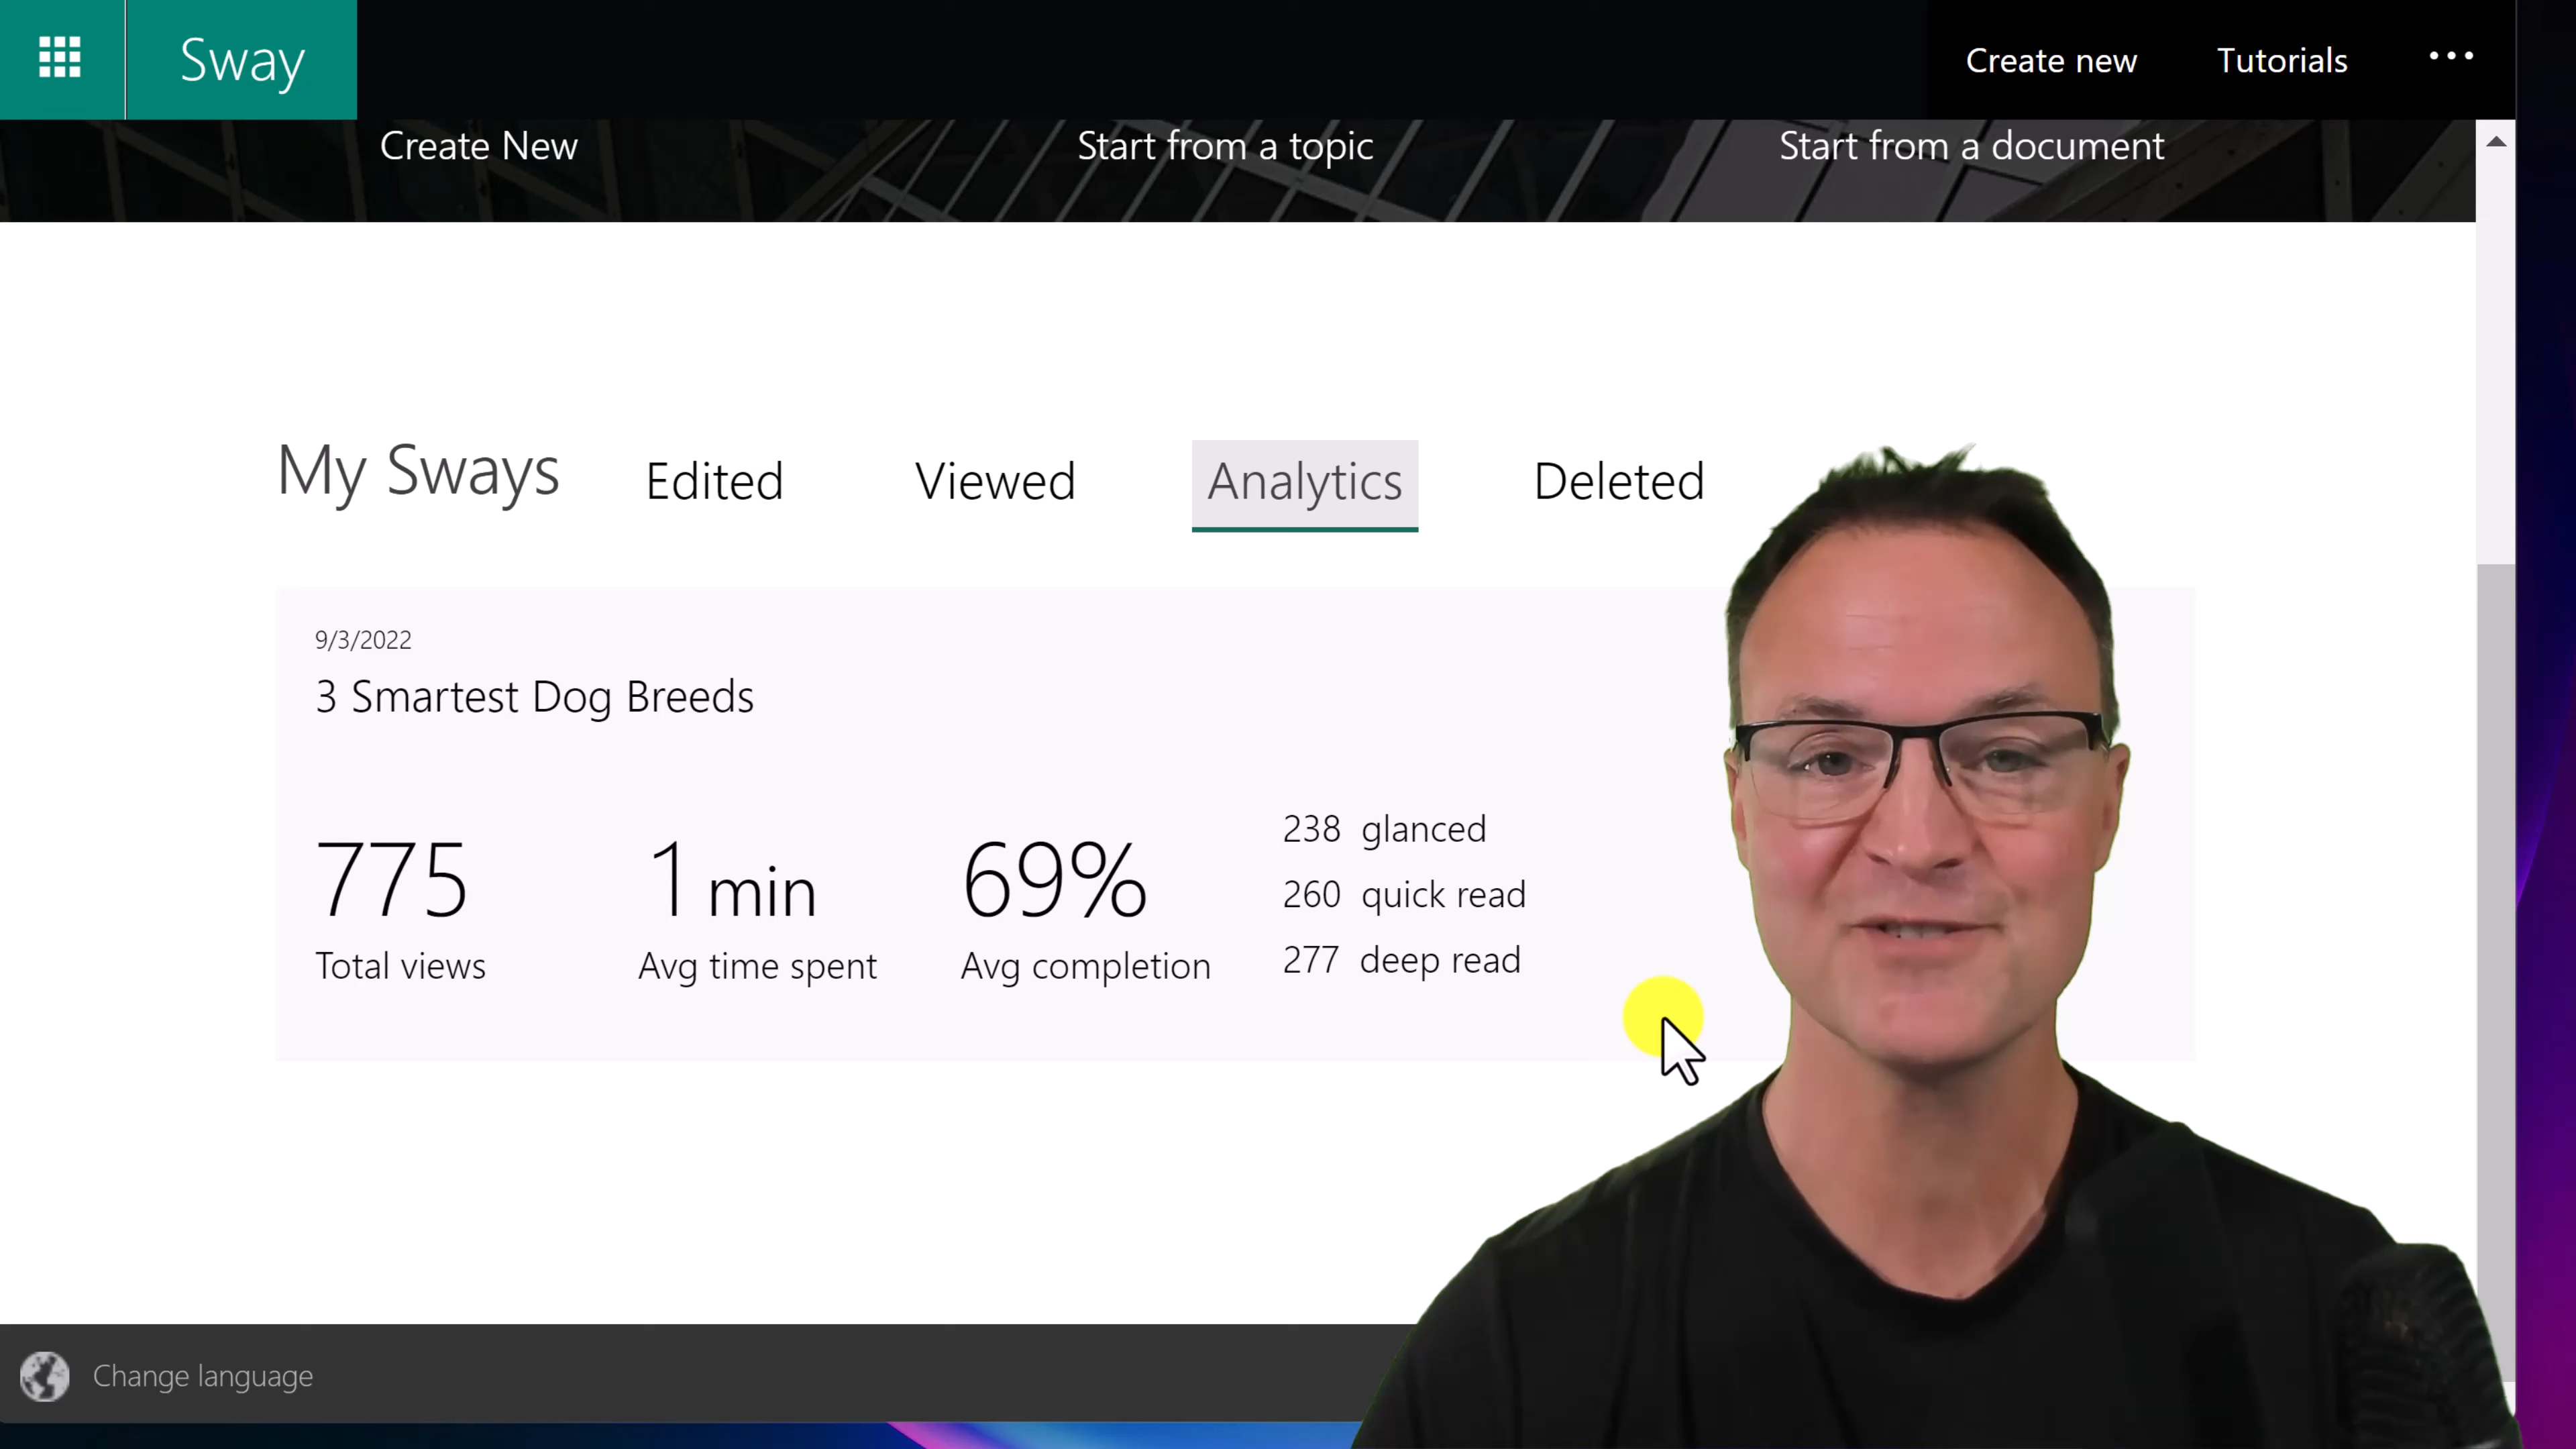 Sway
Create new
Tutorials
Create New
Start from a topic
Start from a document
My Sways
Edited
Viewed
Analytics
Deleted
9/3/2022
3 Smartest Dog Breeds
775
Total views
1 min
Avg time spent
69%
Avg completion
238 glanced
260 quick read
277 deep read
Change language